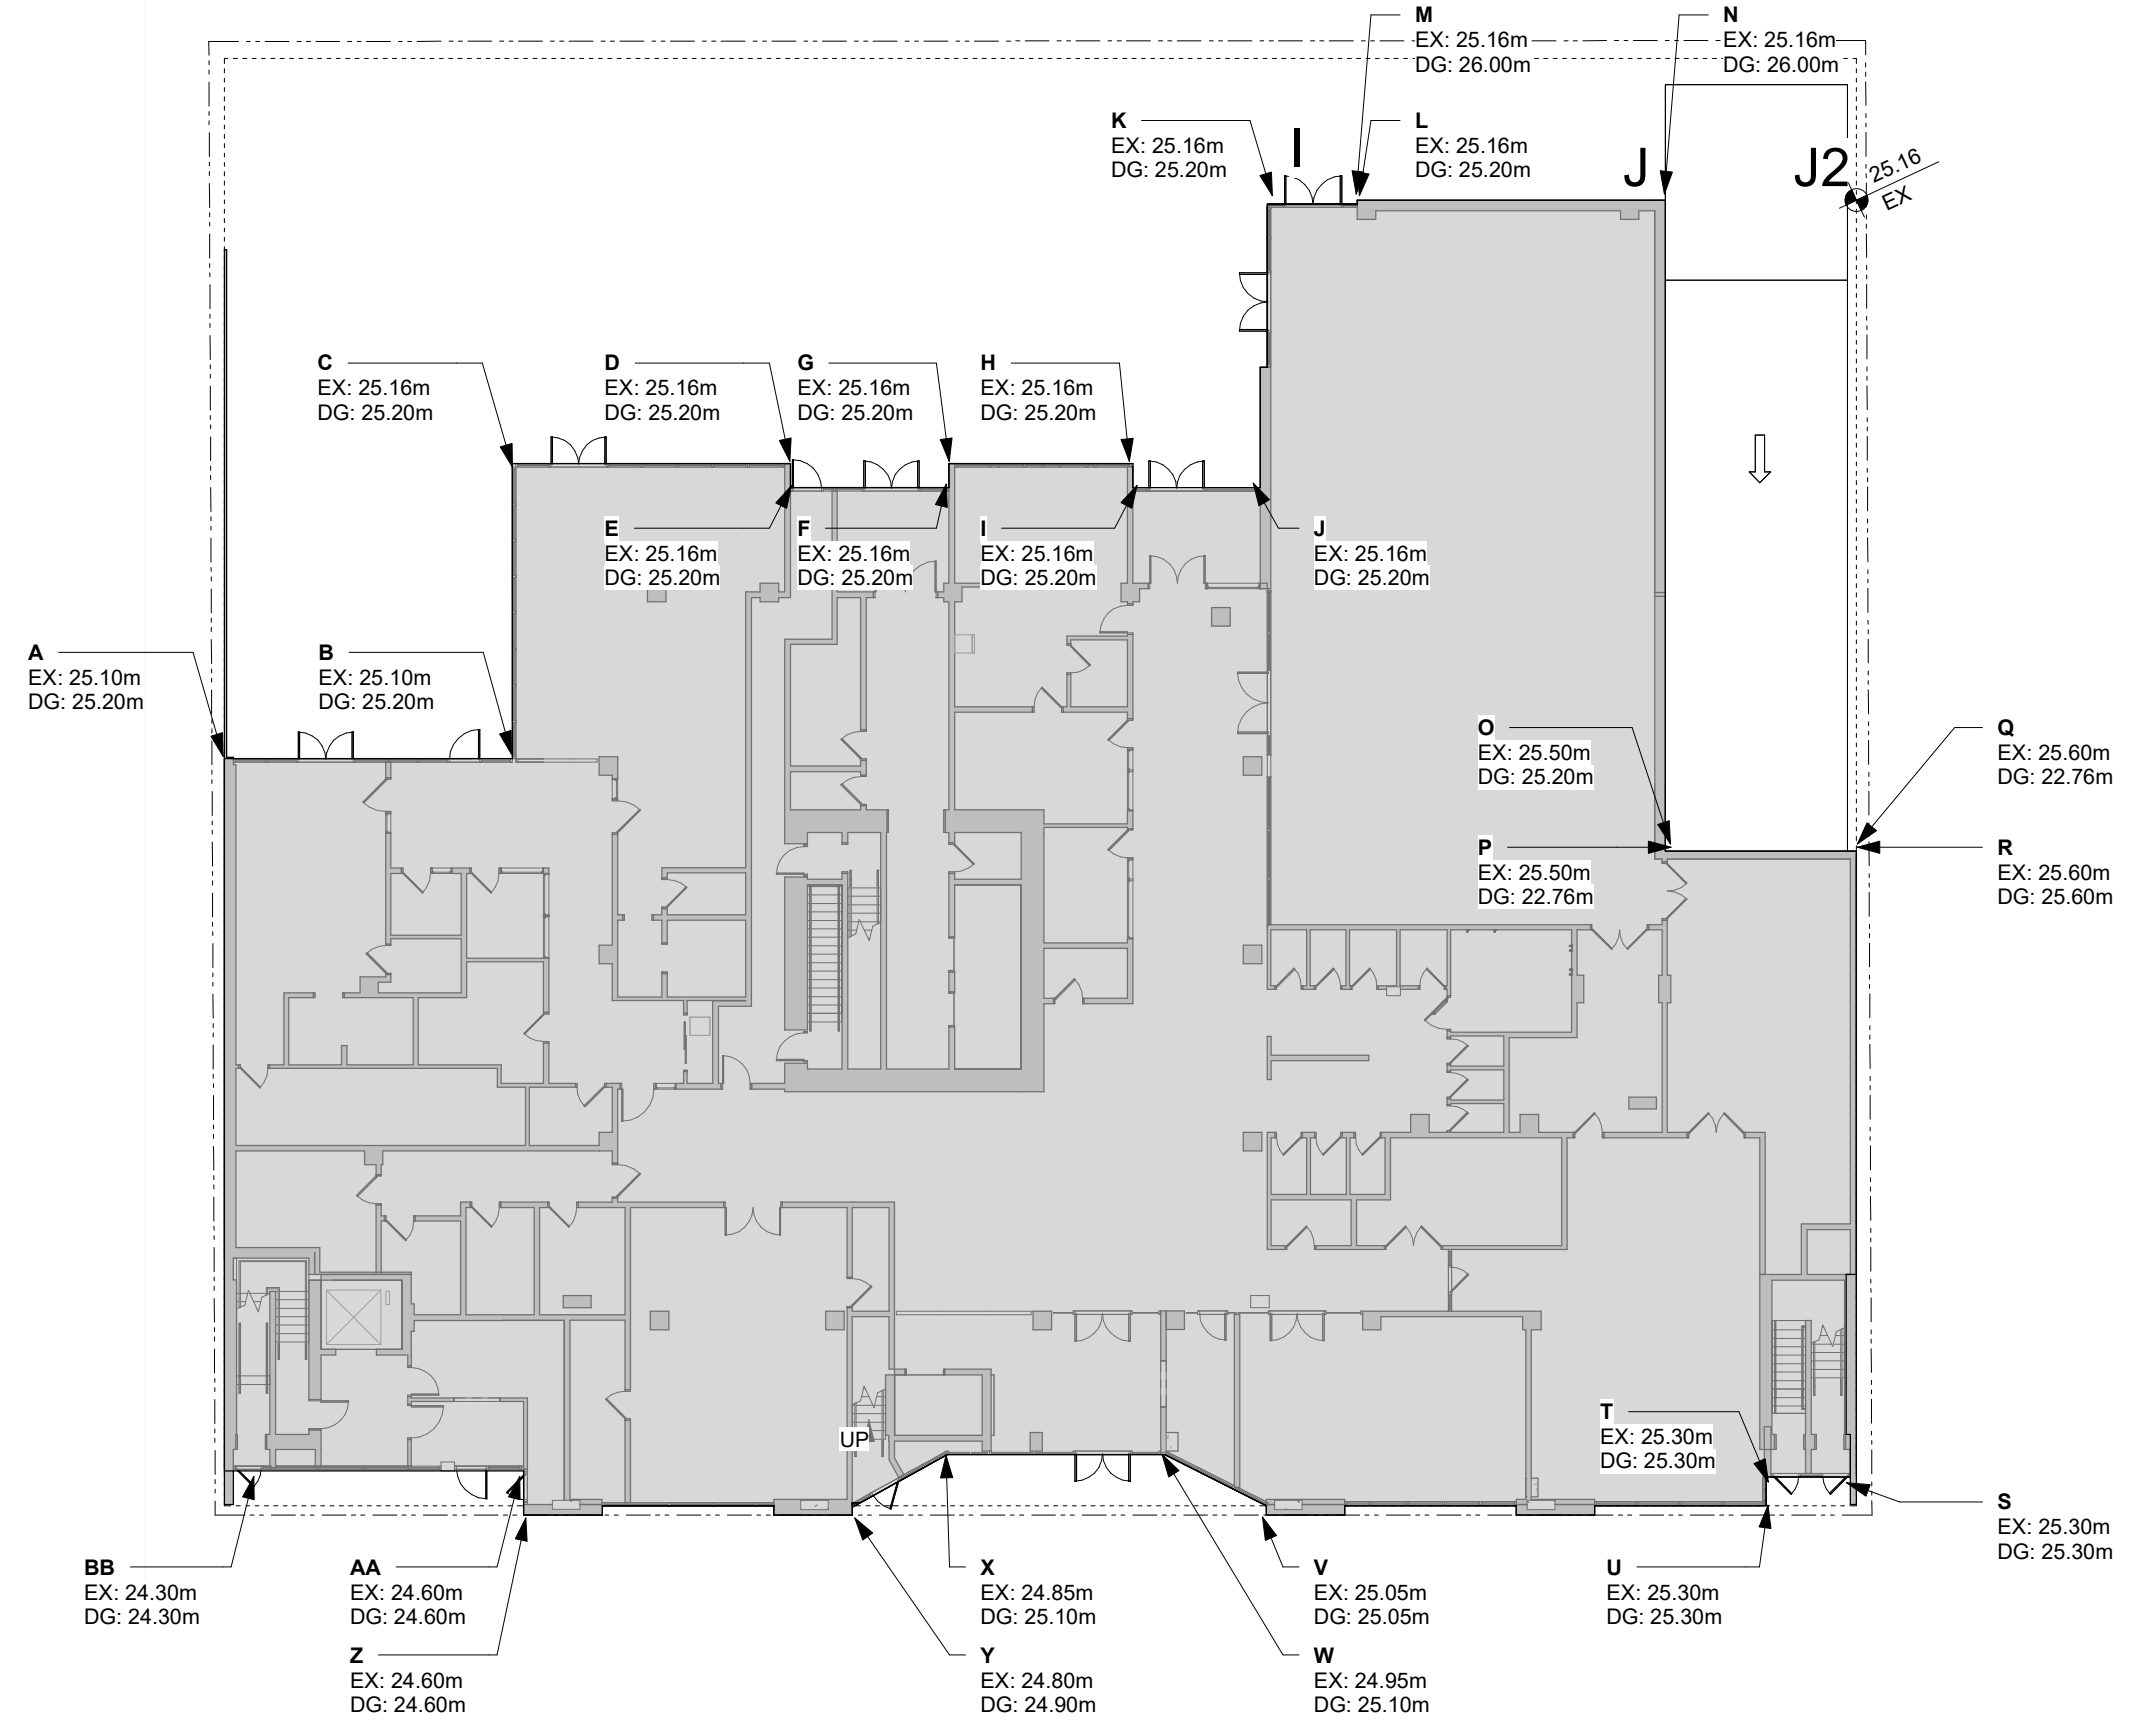 M
EX: 25.16m
DG: 26.00m
N
EX: 25.16m
DG: 26.00m
K
EX: 25.16m
DG: 25.20m
I
L
EX: 25.16m
DG: 25.20m
J
J2
25.16
EX
C
EX: 25.16m
DG: 25.20m
D
EX: 25.16m
DG: 25.20m
G
EX: 25.16m
DG: 25.20m
H
EX: 25.16m
DG: 25.20m
E
EX: 25.16m
DG: 25.20m
F
EX: 25.16m
DG: 25.20m
I
EX: 25.16m
DG: 25.20m
J
EX: 25.16m
DG: 25.20m
A
EX: 25.10m
DG: 25.20m
B
EX: 25.10m
DG: 25.20m
O
EX: 25.50m
DG: 25.20m
Q
EX: 25.60m
DG: 22.76m
P
EX: 25.50m
DG: 22.76m
R
EX: 25.60m
DG: 25.60m
T
EX: 25.30m
DG: 25.30m
UP
S
EX: 25.30m
DG: 25.30m
BB
EX: 24.30m
DG: 24.30m
AA
EX: 24.60m
DG: 24.60m
X
EX: 24.85m
DG: 25.10m
V
EX: 25.05m
DG: 25.05m
U
EX: 25.30m
DG: 25.30m
Z
EX: 24.60m
DG: 24.60m
Y
EX: 24.80m
DG: 24.90m
W
EX: 24.95m
DG: 25.10m